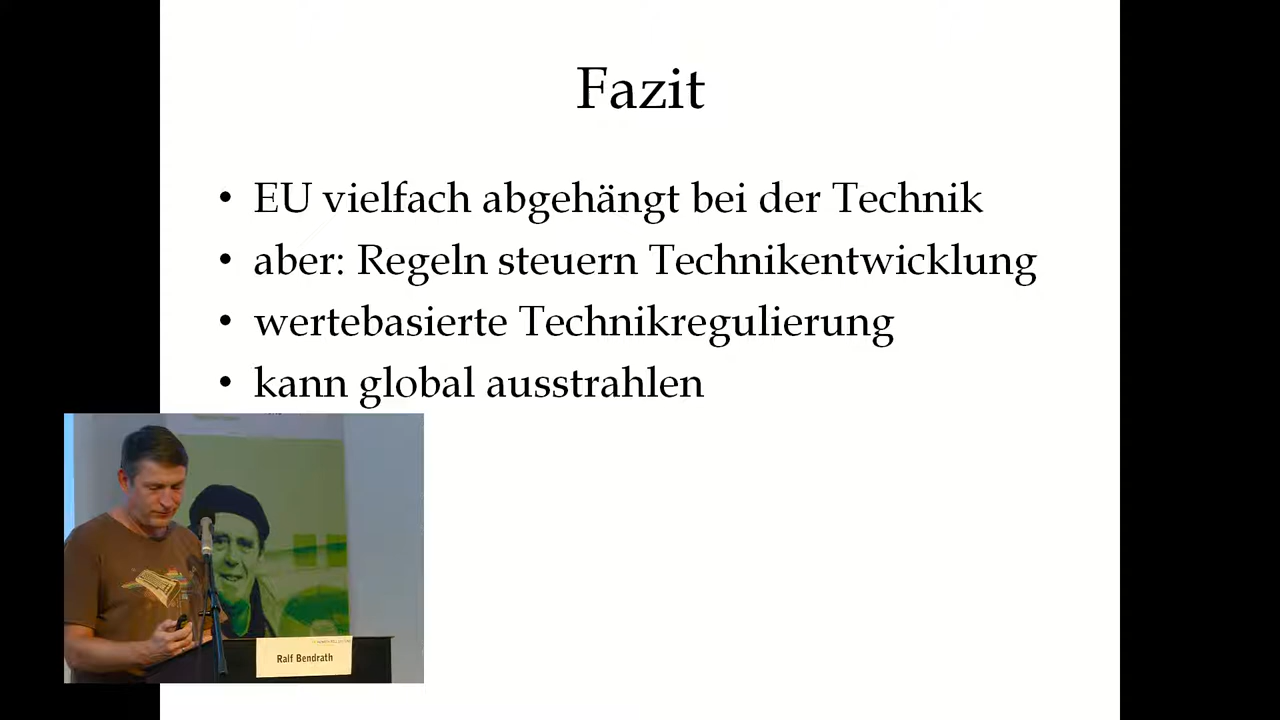 Fazit
• EU vielfach abgehängt bei der Technik
• aber: Regeln steuern Technikentwicklung
• wertebasierte Technikregulierung
• kann global ausstrahlen
Ralf Bendrath